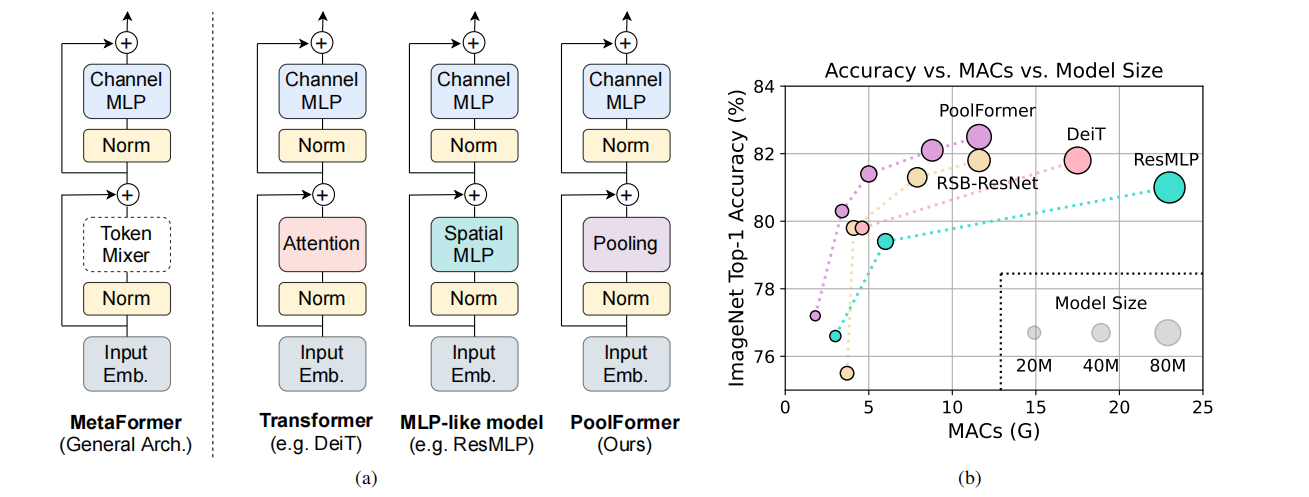 +
Channel
MLP
Norm
+
Token
Mixer
Norm
Input
Emb.
MetaFormer
(General Arch.)
+
Channel
MLP
Norm
+
Attention
Norm
Input
Emb.
Transformer
(e.g. DeiT)
+
Channel
MLP
Norm
+
Spatial
MLP
Norm
Input
Emb.
MLP-like model
(e.g. ResMLP)
+
Channel
MLP
Norm
+
Pooling
Norm
Input
Emb.
PoolFormer
(Ours)
(a)
Accuracy vs. MACs vs. Model Size
ImageNet Top-1 Accuracy (%)
84
82
80
78
76
PoolFormer
DeiT
ResMLP
RSB-ResNet
Model Size
20M 40M 80M
0 5 10 15 20 25
MACs (G)
(b)